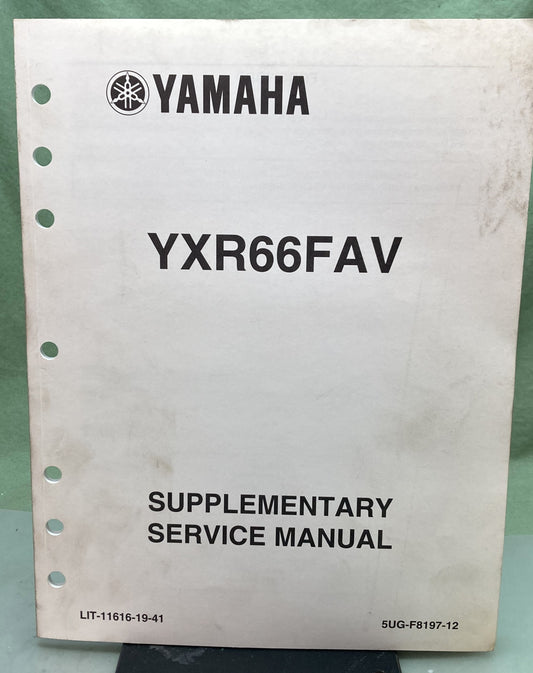 YAMAHA
YXR66FAV
SUPPLEMENTARY
SERVICE MANUAL
LIT-11616-19-41
5UG-F8197-12